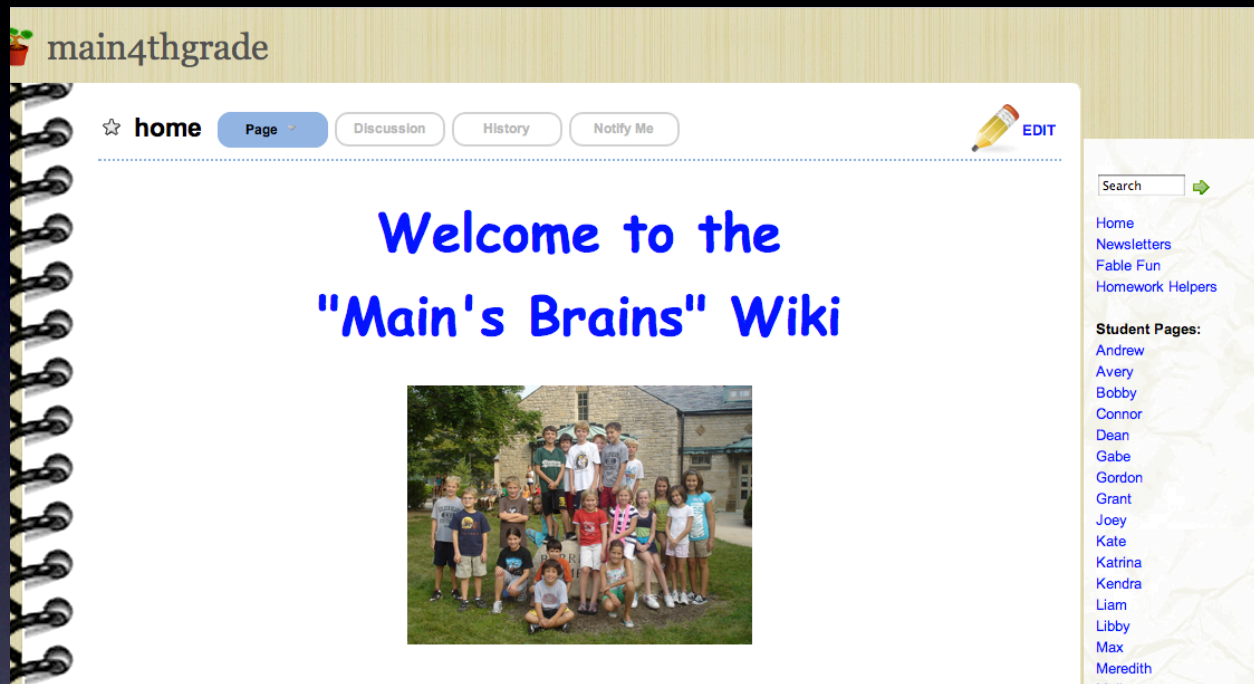 main4thgrade
home
Page
Discussion
History
Notify Me
EDIT
Welcome to the
"Main's Brains" Wiki
Search
Home
Newsletters
Fable Fun
Homework Helpers
Student Pages:
Andrew
Avery
Bobby
Connor
Dean
Gabe
Gordon
Grant
Joey
Kate
Katrina
Kendra
Liam
Libby
Max
Meredith